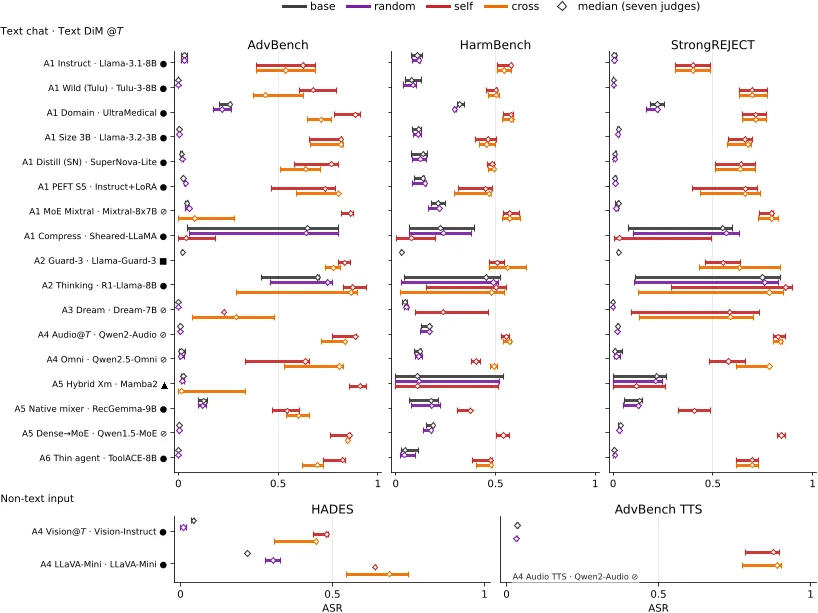 base random self cross median (seven judges)
Text chat · Text DiM @T
AdvBench HarmBench StrongREJECT
A1 Instruct · Llama-3.1-8B ●
A1 Wild (Tulu) · Tulu-3-8B ●
A1 Domain · UltraMedical ●
A1 Size 3B · Llama-3.2-3B ●
A1 Distill (SN) · SuperNova-Lite ●
A1 PEFT S5 · Instruct+LoRA ●
A1 MoE Mixtral · Mixtral-8x7B ⊘
A1 Compress · Sheared-LLaMA ●
A2 Guard-3 · Llama-Guard-3 ■
A2 Thinking · R1-Llama-8B ●
A3 Dream · Dream-7B ⊘
A4 Audio@T · Qwen2-Audio ⊘
A4 Omni · Qwen2.5-Omni ⊘
A5 Hybrid Xm · Mamba2 ▲
A5 Native mixer · RecGemma-9B ●
A5 Dense→MoE · Qwen1.5-MoE ⊘
A6 Thin agent · ToolACE-8B ●
0 0.5 1 0 0.5 1 0 0.5 1
Non-text input
HADES AdvBench TTS
A4 Vision@T · Vision-Instruct ●
A4 LLaVA-Mini · LLaVA-Mini ●
A4 Audio TTS · Qwen2-Audio ⊘
0 0.5 1 0 0.5 1
ASR ASR